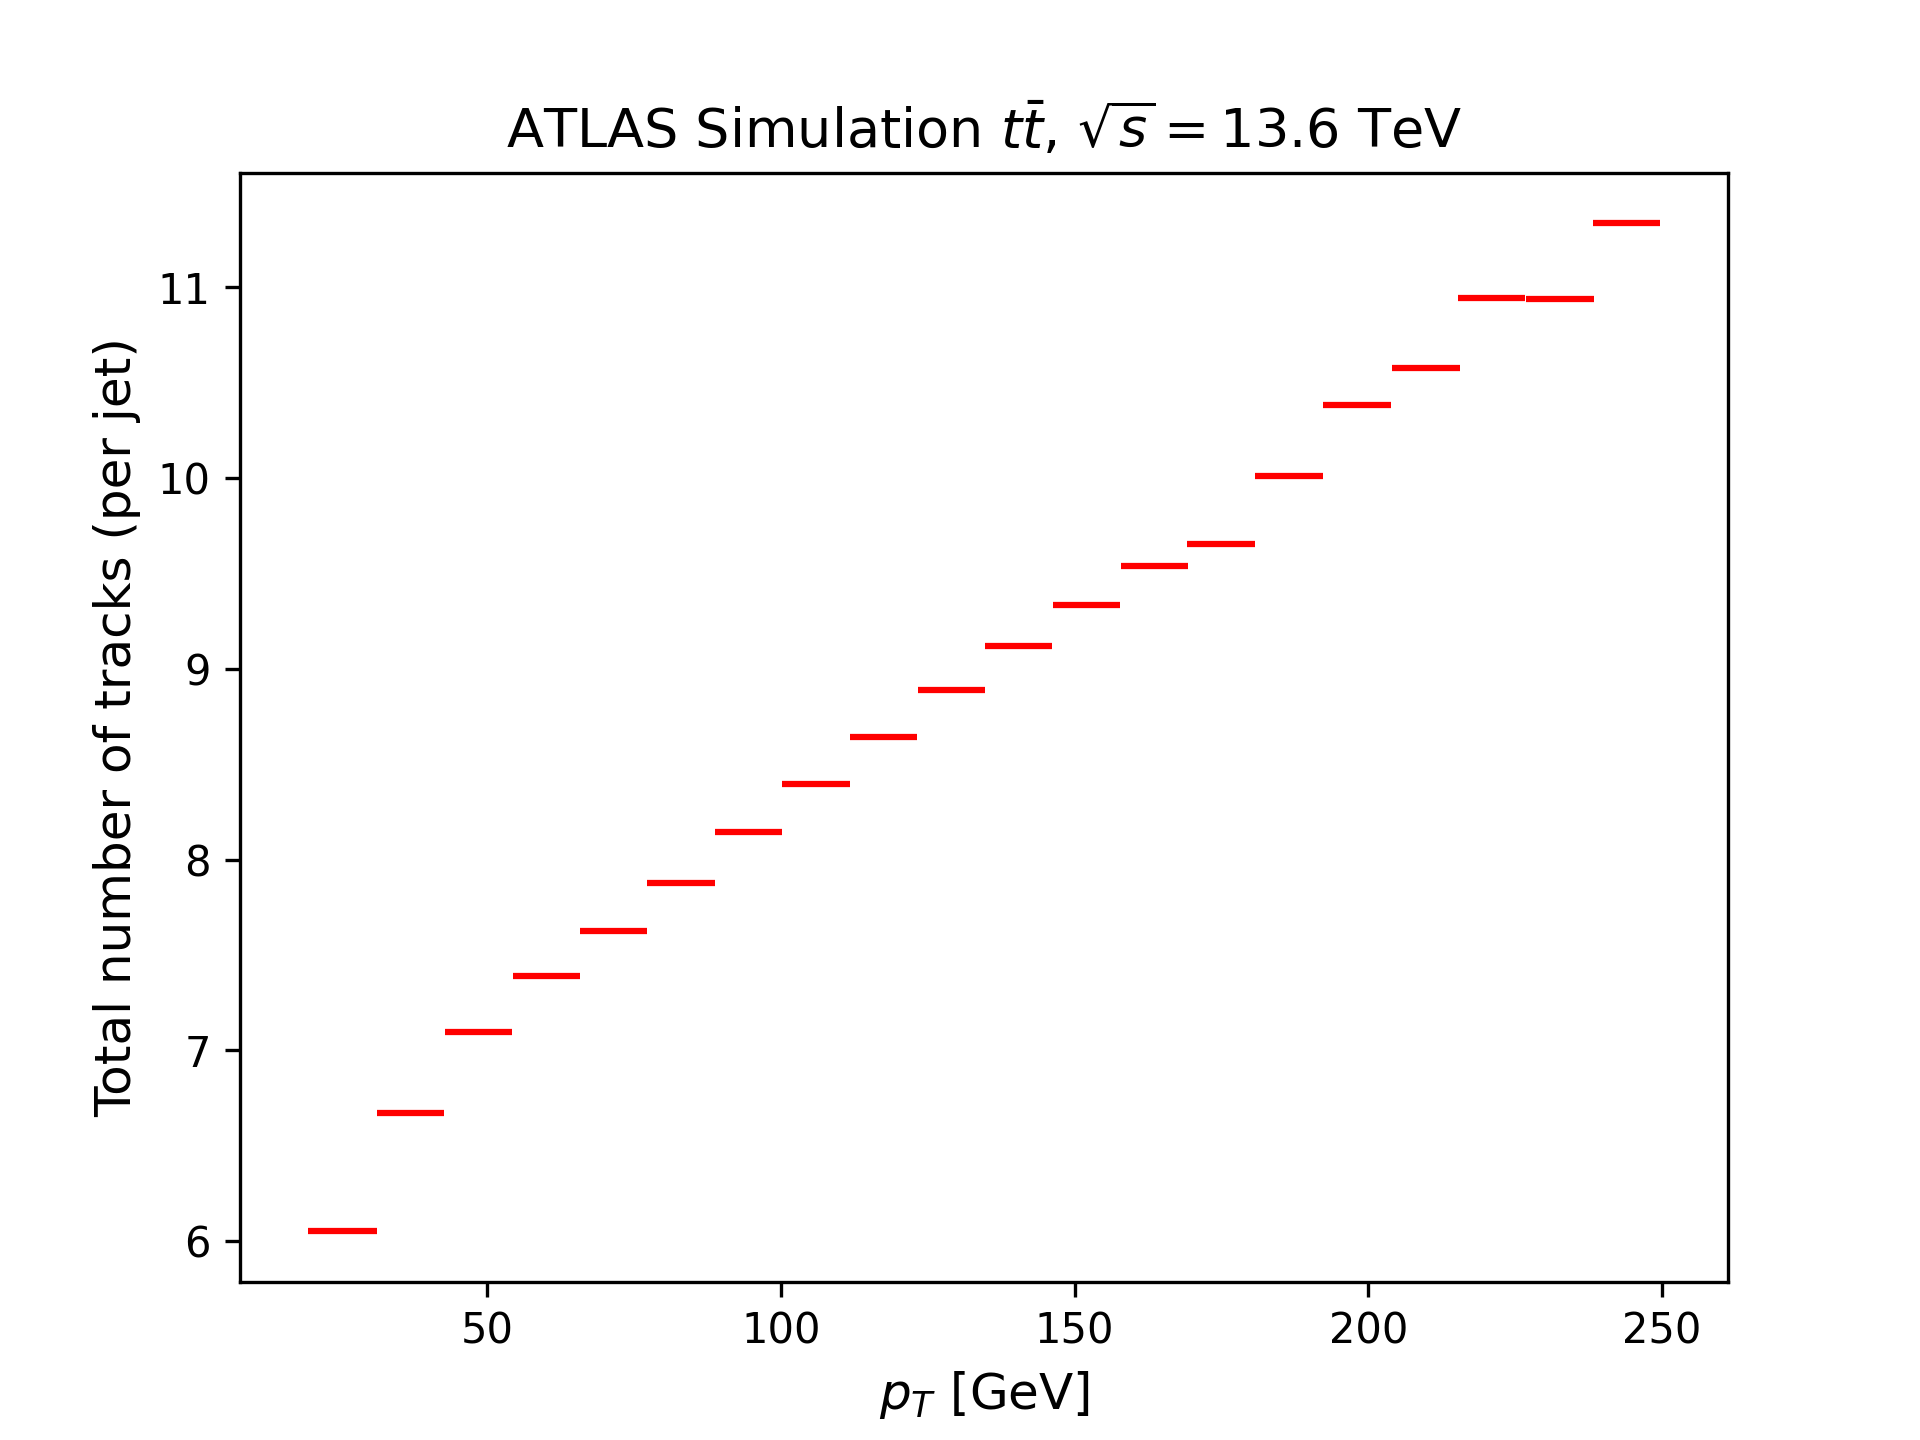 ATLAS Simulation $t\bar{t}$, $\sqrt{s} = 13.6$ TeV
Total number of tracks (per jet)
11
10
9
8
7
6
50 100 150 200 250
$p_T$ [GeV]